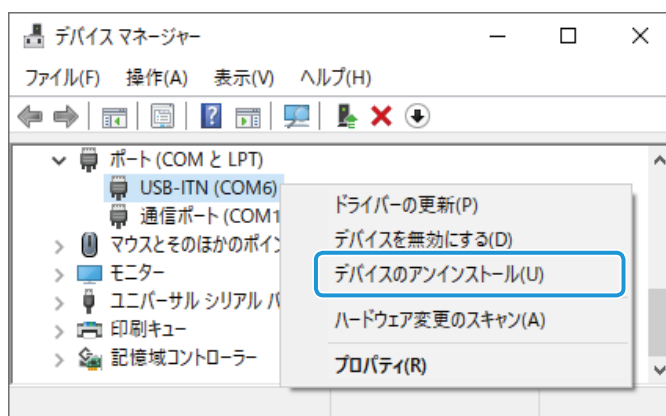 デバイス マネージャー
ファイル(F) 操作(A) 表示(V) ヘルプ(H)
ポート (COM と LPT)
USB-ITN (COM6)
通信ポート (COM1
マウスとそのほかのポイン
モニター
ユニバーサル シリアル バ
印刷キュー
記憶域コントローラー
ドライバーの更新(P)
デバイスを無効にする(D)
デバイスのアンインストール(U)
ハードウェア変更のスキャン(A)
プロパティ(R)